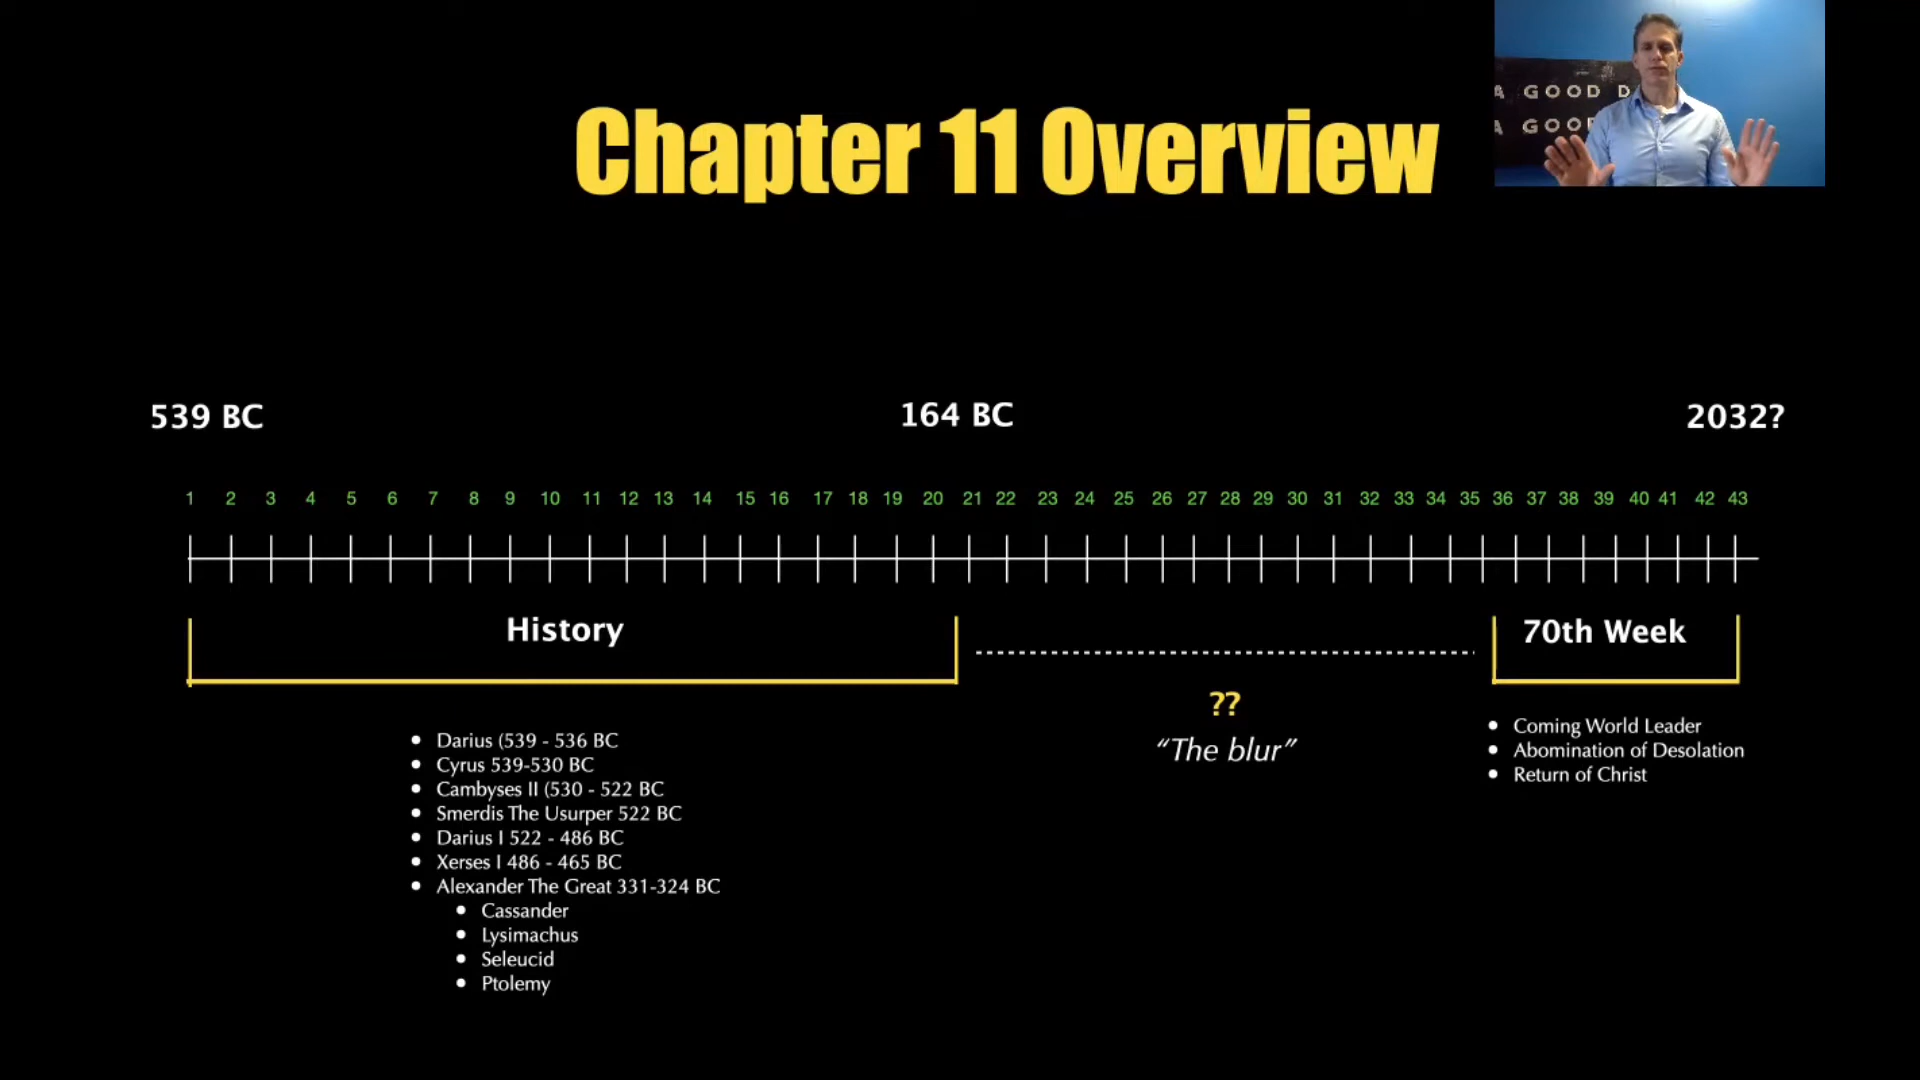 Chapter 11 Overview
A GOOD D
A GOO
539 BC 164 BC 2032?
1 2 3 4 5 6 7 8 9 10 11 12 13 14 15 16 17 18 19 20 21 22 23 24 25 26 27 28 29 30 31 32 33 34 35 36 37 38 39 40 41 42 43
History
70th Week
??
“The blur”
• Darius (539 - 536 BC
• Cyrus 539-530 BC
• Cambyses II (530 - 522 BC
• Smerdis The Usurper 522 BC
• Darius I 522 - 486 BC
• Xerses I 486 - 465 BC
• Alexander The Great 331-324 BC
• Cassander
• Lysimachus
• Seleucid
• Ptolemy
• Coming World Leader
• Abomination of Desolation
• Return of Christ